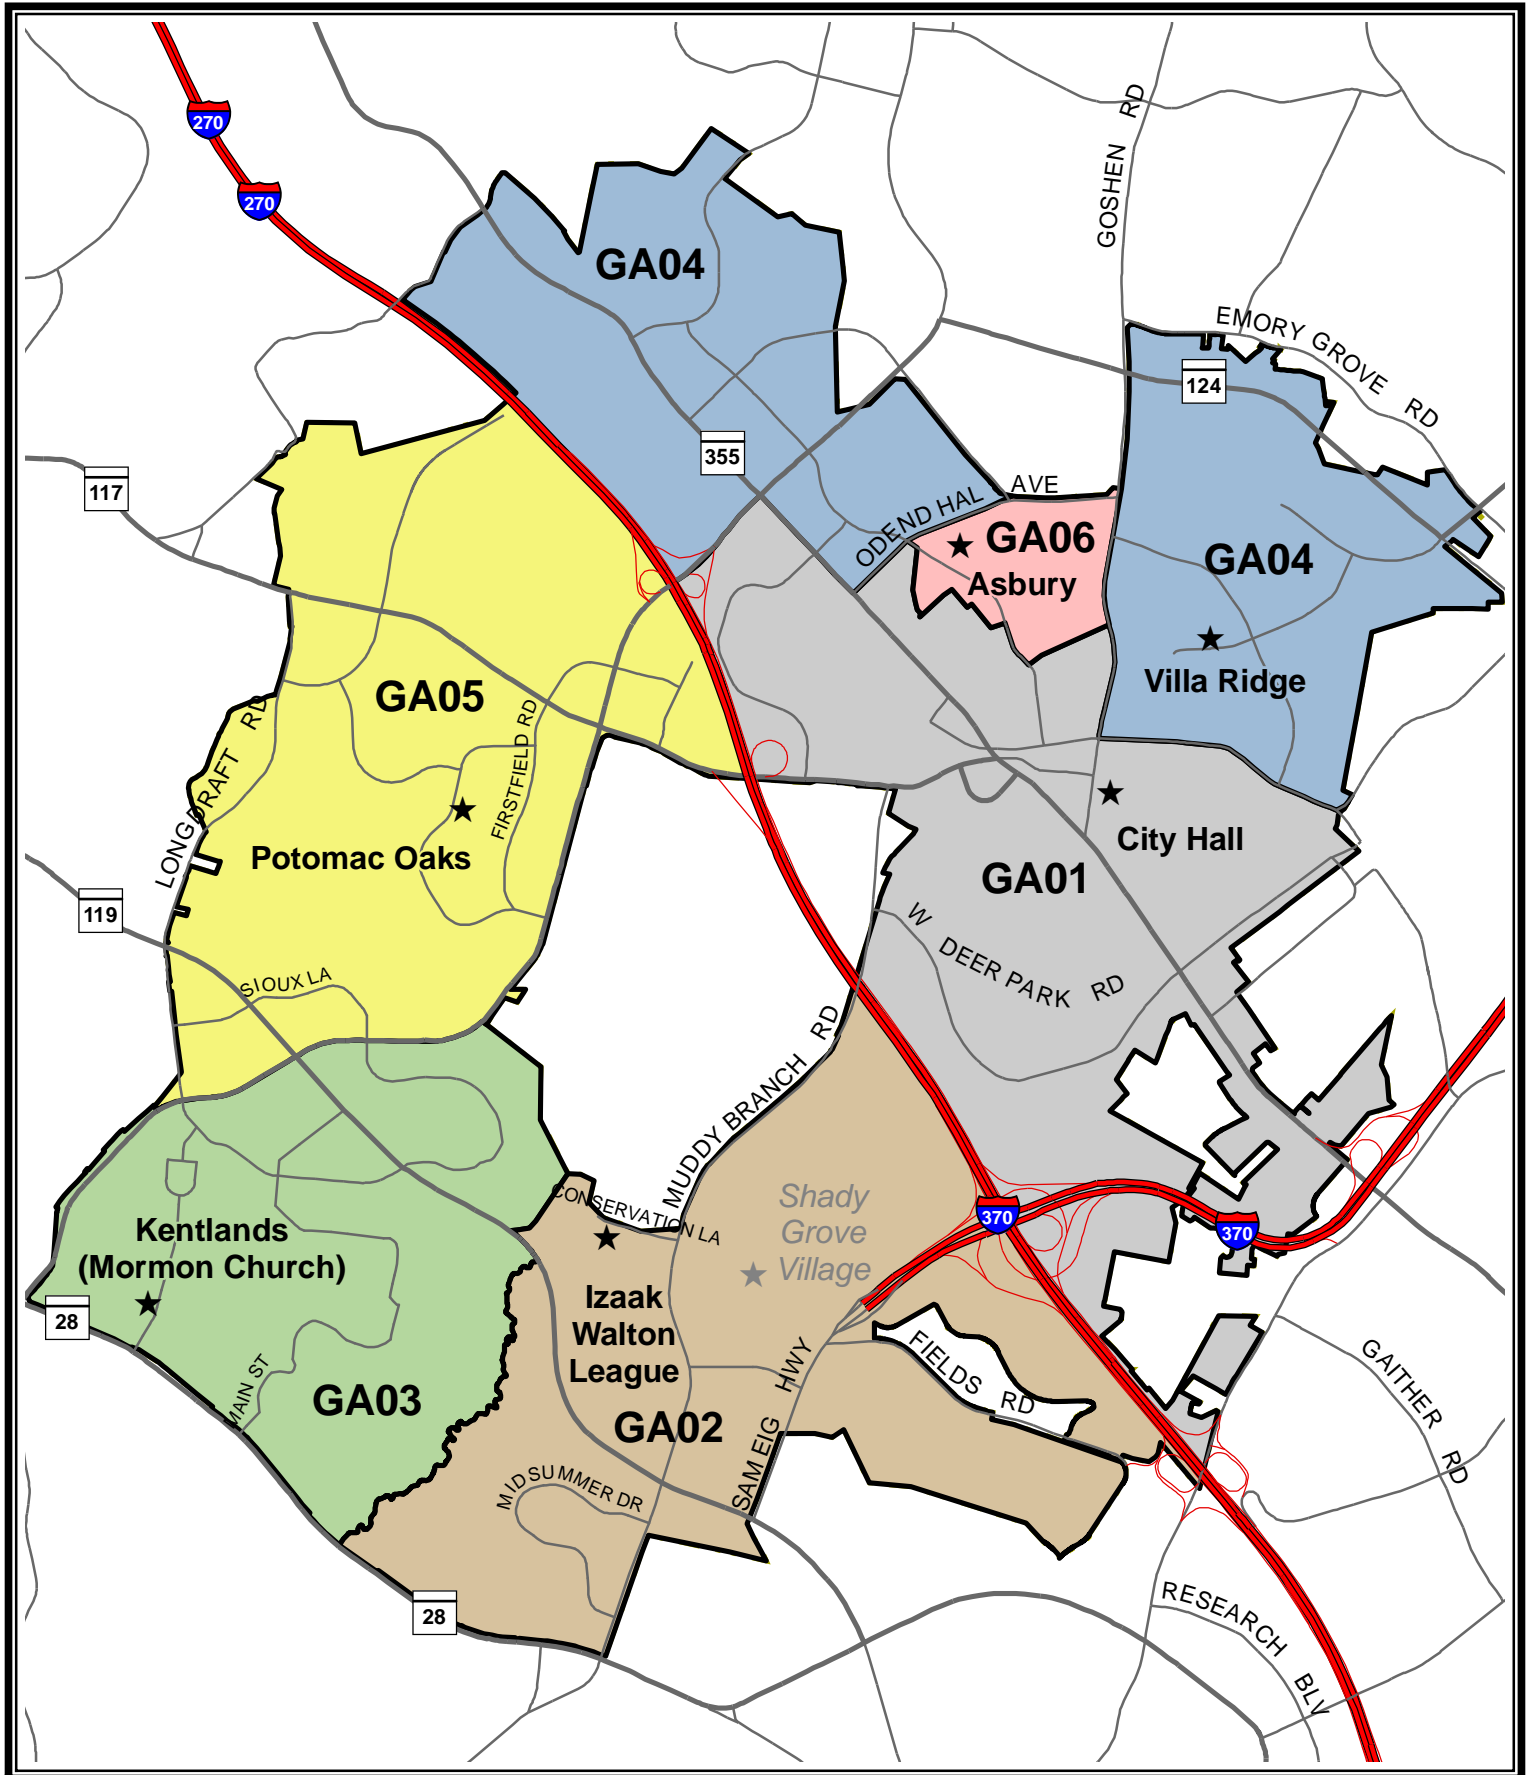 270
270
GOSHEN RD
GA04
EMORY GROVE RD
124
355
117
AVE
ODEND HAL
GA06
Asbury
GA04
Villa Ridge
GA05
LONGDRAFT RD
FIRSTFIELD RD
Potomac Oaks
City Hall
GA01
119
W DEER PARK RD
SIOUX LA
MUDDY BRANCH RD
CONSERVATION LA
Shady
Grove
Village
370
370
Kentlands
(Mormon Church)
28
Izaak
Walton
League
FIELDS RD
GAITHER RD
MAIN ST
GA03
GA02
SAM EIG HWY
MIDSUMMER DR
28
RESEARCH BLV